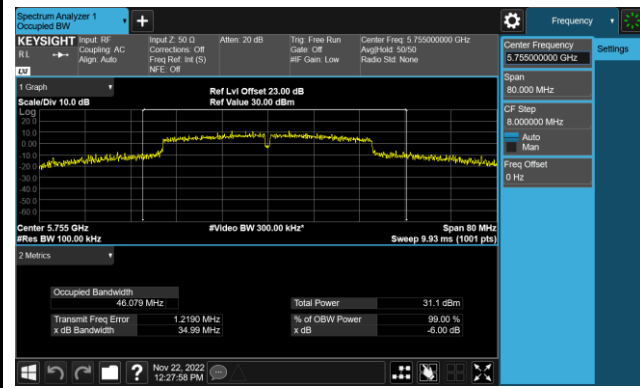 Spectrum Analyzer 1
Occupied BW
Frequency
KEYSIGHT
RL
LXI
Input: RF
Coupling: AC
Align: Auto
Input Z: 50 Ω
Corrections: Off
Freq Ref: Int (S)
NFE: Off
Atten: 20 dB
Trig: Free Run
Gate: Off
#IF Gain: Low
Center Freq: 5.755000000 GHz
Avg|Hold: 50/50
Radio Std: None
Center Frequency
5.755000000 GHz
Settings
Span
80.000 MHz
CF Step
8.000000 MHz
Auto
Man
Freq Offset
0 Hz
1 Graph
Scale/Div 10.0 dB
Ref Lvl Offset 23.00 dB
Ref Value 30.00 dBm
Log
20.0
10.0
0.00
-10.0
-20.0
-30.0
-40.0
-50.0
-60.0
Center 5.755 GHz
#Video BW 300.00 kHz*
Span 80 MHz
#Res BW 100.00 kHz
Sweep 9.93 ms (1001 pts)
2 Metrics
Occupied Bandwidth
46.079 MHz
Total Power 31.1 dBm
Transmit Freq Error 1.2190 MHz
% of OBW Power 99.00 %
x dB Bandwidth 34.99 MHz
x dB -6.00 dB
?
Nov 22, 2022
12:27:58 PM